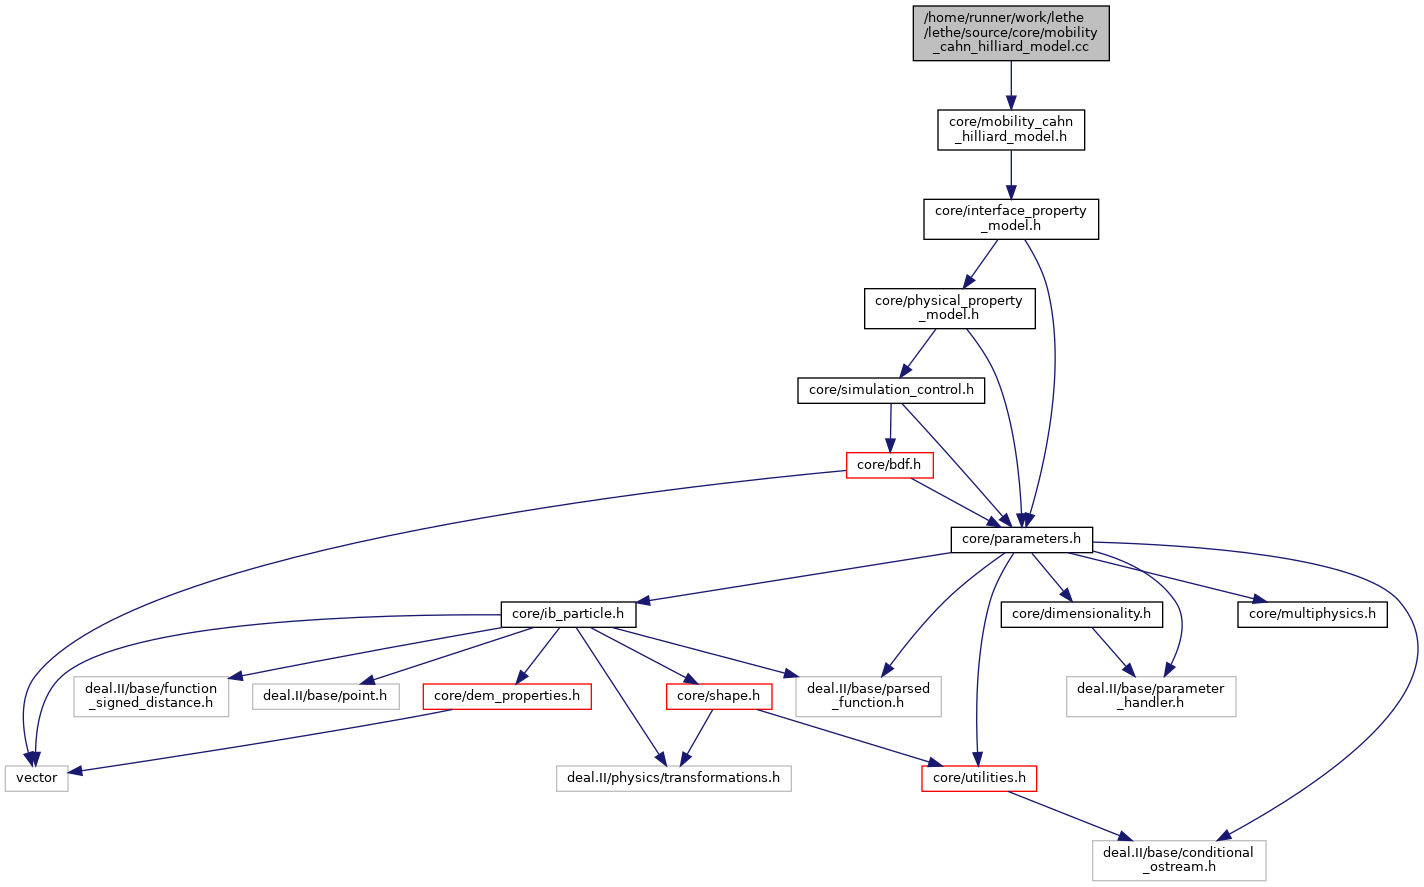 /home/runner/work/lethe
/lethe/source/core/mobility
_cahn_hilliard_model.cc
core/mobility_cahn
_hilliard_model.h
core/interface_property
_model.h
core/physical_property
_model.h
core/simulation_control.h
core/bdf.h
core/parameters.h
core/ib_particle.h
core/dimensionality.h
core/multiphysics.h
deal.II/base/function
_signed_distance.h
deal.II/base/point.h
core/dem_properties.h
core/shape.h
deal.II/base/parsed
_function.h
deal.II/base/parameter
_handler.h
vector
deal.II/physics/transformations.h
core/utilities.h
deal.II/base/conditional
_ostream.h